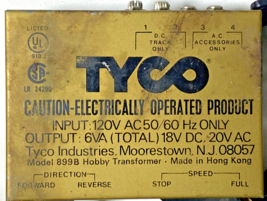 LISTED
1 2 3 4
D.C. TRACK ONLY
A.C. ACCESSORIES ONLY
UL
SA
LR 24280
TYCO
CAUTION-ELECTRICALLY OPERATED PRODUCT
INPUT: 120V AC 50/60 Hz ONLY
OUTPUT: 6VA (TOTAL) 18V DC/20V AC
Tyco Industries, Moorestown, N.J. 08057
Model 899B Hobby Transformer - Made in Hong Kong
DIRECTION SPEED
FORWARD REVERSE STOP FULL